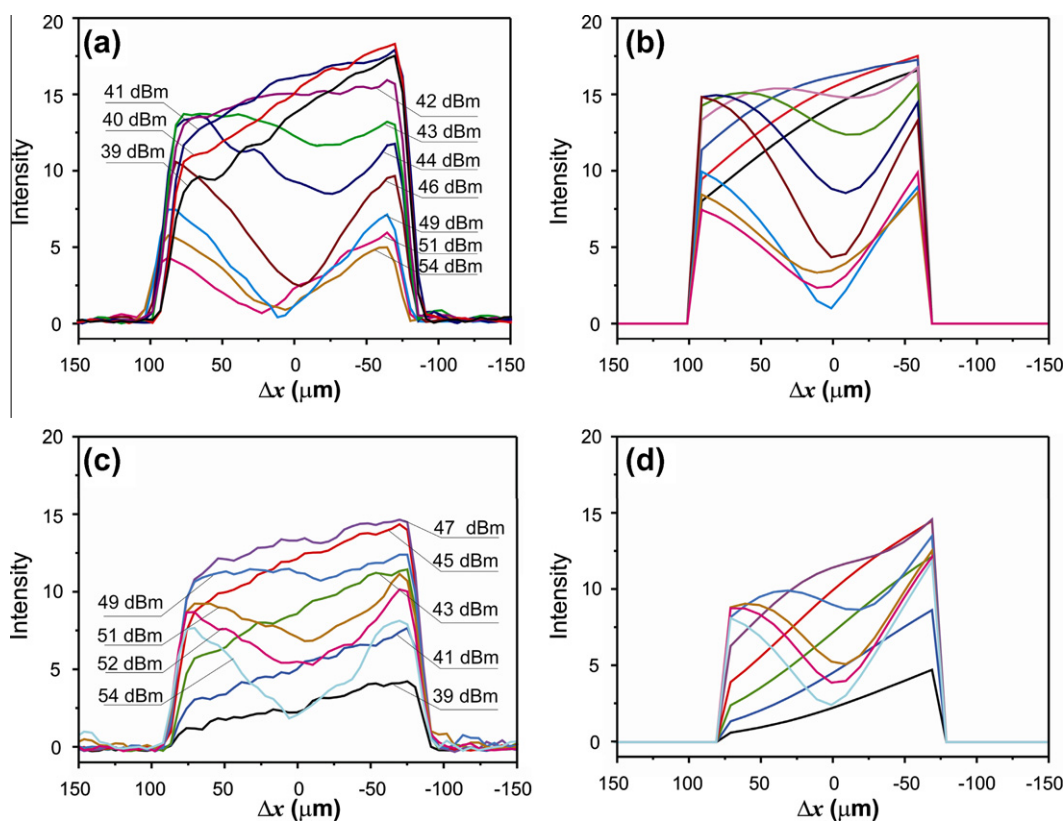 (a)
20
15
10
5
0
Intensity
41 dBm
40 dBm
39 dBm
42 dBm
43 dBm
44 dBm
46 dBm
49 dBm
51 dBm
54 dBm
150 100 50 0 -50 -100 -150
Δx (μm)
(b)
20
15
10
5
0
Intensity
150 100 50 0 -50 -100 -150
Δx (μm)
(c)
20
15
10
5
0
Intensity
49 dBm
51 dBm
52 dBm
54 dBm
47 dBm
45 dBm
43 dBm
41 dBm
39 dBm
150 100 50 0 -50 -100 -150
Δx (μm)
(d)
20
15
10
5
0
Intensity
150 100 50 0 -50 -100 -150
Δx (μm)